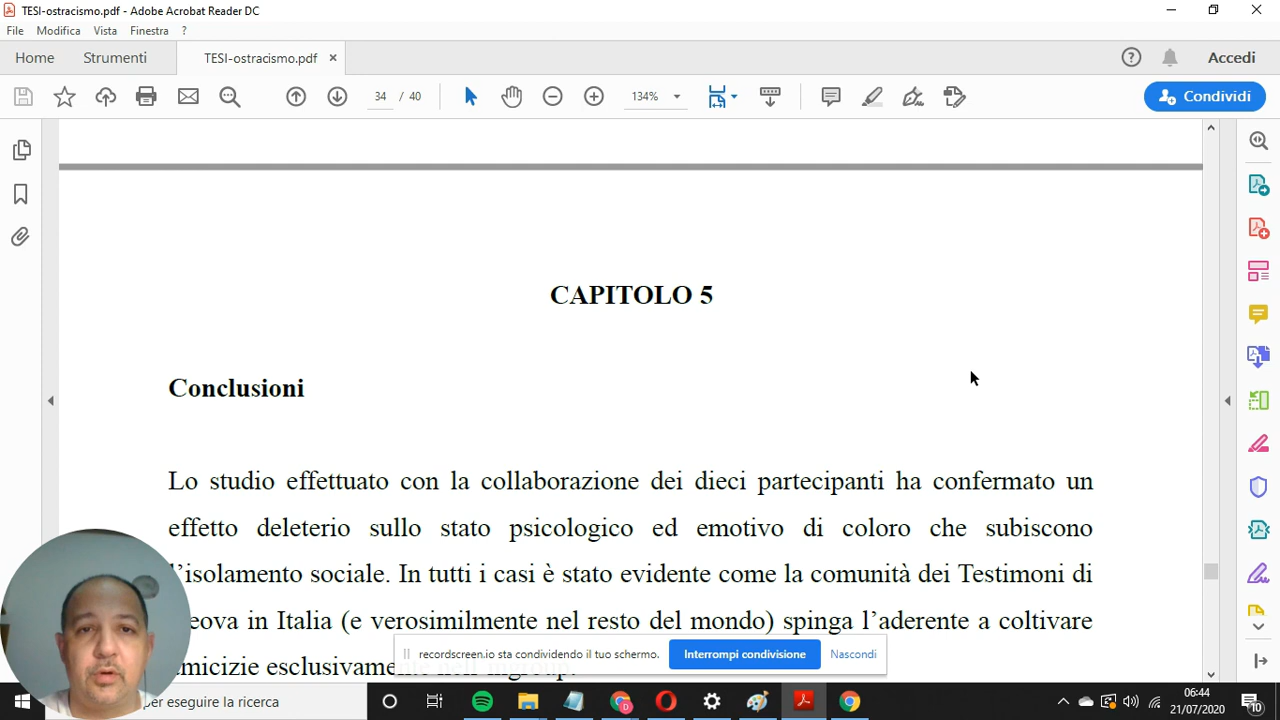 TESI-ostracismo.pdf - Adobe Acrobat Reader DC
File Modifica Vista Finestra ?
Home Strumenti TESI-ostracismo.pdf × Accedi
34 / 40 134% Condividi
CAPITOLO 5
Conclusioni
Lo studio effettuato con la collaborazione dei dieci partecipanti ha confermato un
effetto deleterio sullo stato psicologico ed emotivo di coloro che subiscono
l’isolamento sociale. In tutti i casi è stato evidente come la comunità dei Testimoni di
eova in Italia (e verosimilmente nel resto del mondo) spinga l’aderente a coltivare
micizie esclusivamente nell’ingroup.
recordscreen.io sta condividendo il tuo schermo. Interrompi condivisione Nascondi
per eseguire la ricerca
06:44
21/07/2020
10